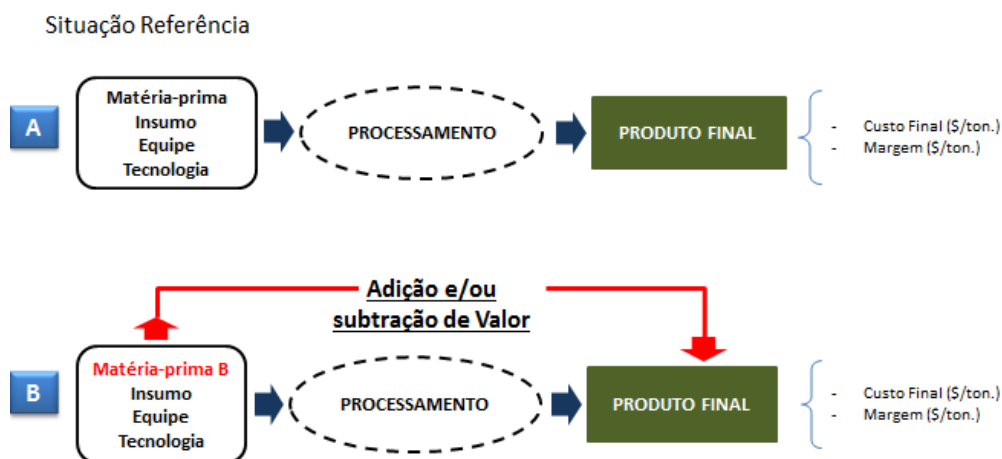 Situação Referência
A
Matéria-prima
Insumo
Equipe
Tecnologia
PROCESSAMENTO
PRODUTO FINAL
- Custo Final ($/ton.)
- Margem ($/ton.)
Adição e/ou
subtração de Valor
B
Matéria-prima B
Insumo
Equipe
Tecnologia
PROCESSAMENTO
PRODUTO FINAL
- Custo Final ($/ton.)
- Margem ($/ton.)